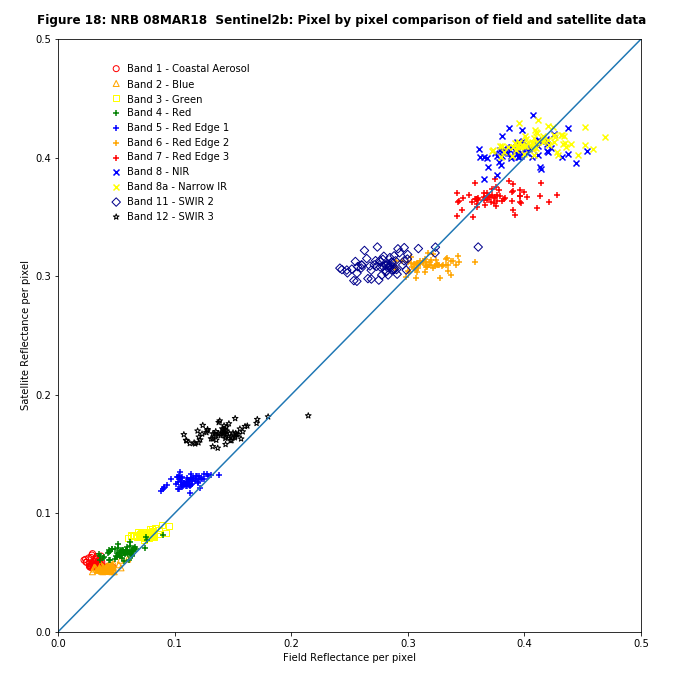 Figure 18: NRB 08MAR18  Sentinel2b: Pixel by pixel comparison of field and satellite data
0.5
Band 1 - Coastal Aerosol
Band 2 - Blue
Band 3 - Green
Band 4 - Red
Band 5 - Red Edge 1
Band 6 - Red Edge 2
Band 7 - Red Edge 3
Band 8 - NIR
Band 8a - Narrow IR
Band 11 - SWIR 2
Band 12 - SWIR 3
0.4
0.3
0.2
0.1
0.0
Satellite Reflectance per pixel
0.0 0.1 0.2 0.3 0.4 0.5
Field Reflectance per pixel